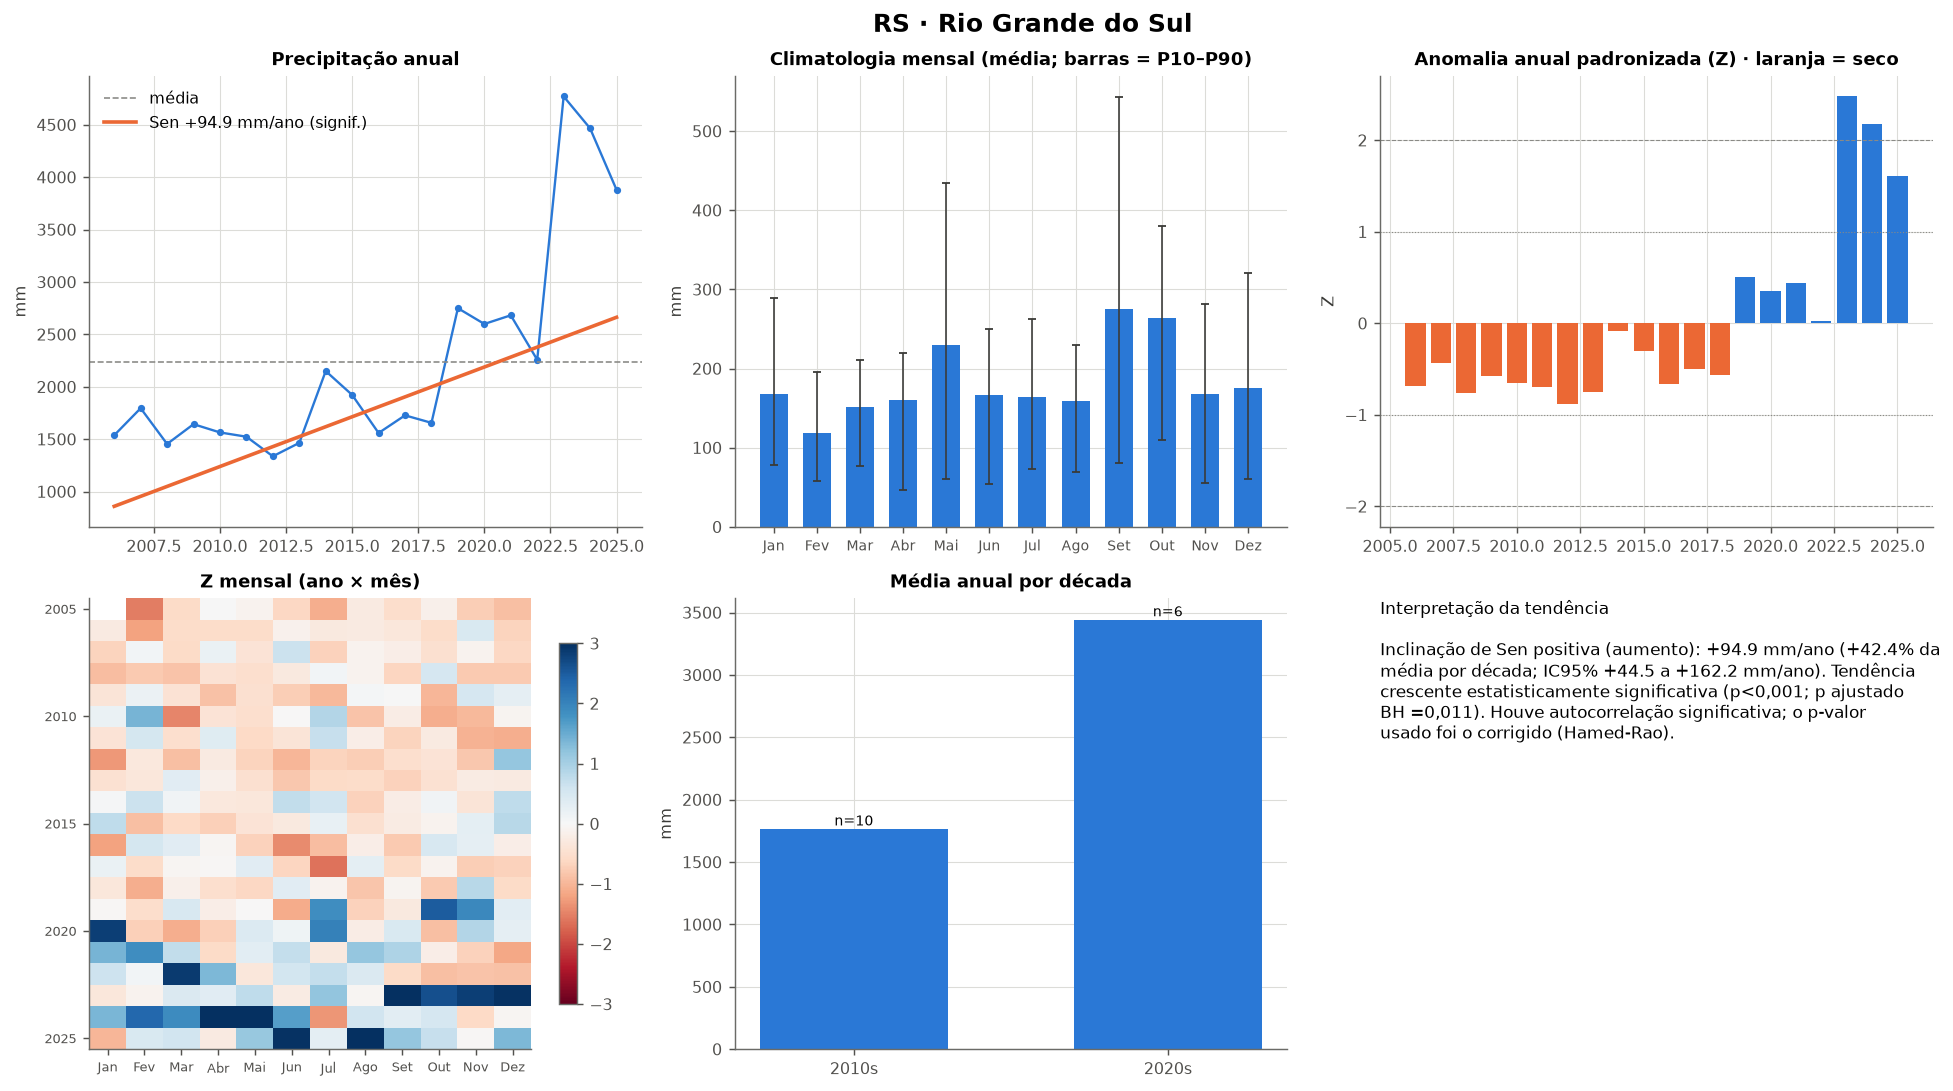 RS · Rio Grande do Sul
Precipitação anual
média
Sen +94.9 mm/ano (signif.)
mm
4500
4000
3500
3000
2500
2000
1500
1000
2007.5 2010.0 2012.5 2015.0 2017.5 2020.0 2022.5 2025.0
Climatologia mensal (média; barras = P10–P90)
mm
500
400
300
200
100
0
Jan Fev Mar Abr Mai Jun Jul Ago Set Out Nov Dez
Anomalia anual padronizada (Z) · laranja = seco
Z
2
1
0
−1
−2
2005.0 2007.5 2010.0 2012.5 2015.0 2017.5 2020.0 2022.5 2025.0
Z mensal (ano × mês)
2005
2010
2015
2020
2025
Jan Fev Mar Abr Mai Jun Jul Ago Set Out Nov Dez
3
2
1
0
−1
−2
−3
Média anual por década
mm
3500
3000
2500
2000
1500
1000
500
0
n=10
n=6
2010s 2020s
Interpretação da tendência
Inclinação de Sen positiva (aumento): +94.9 mm/ano (+42.4% da
média por década; IC95% +44.5 a +162.2 mm/ano). Tendência
crescente estatisticamente significativa (p<0,001; p ajustado
BH =0,011). Houve autocorrelação significativa; o p-valor
usado foi o corrigido (Hamed-Rao).